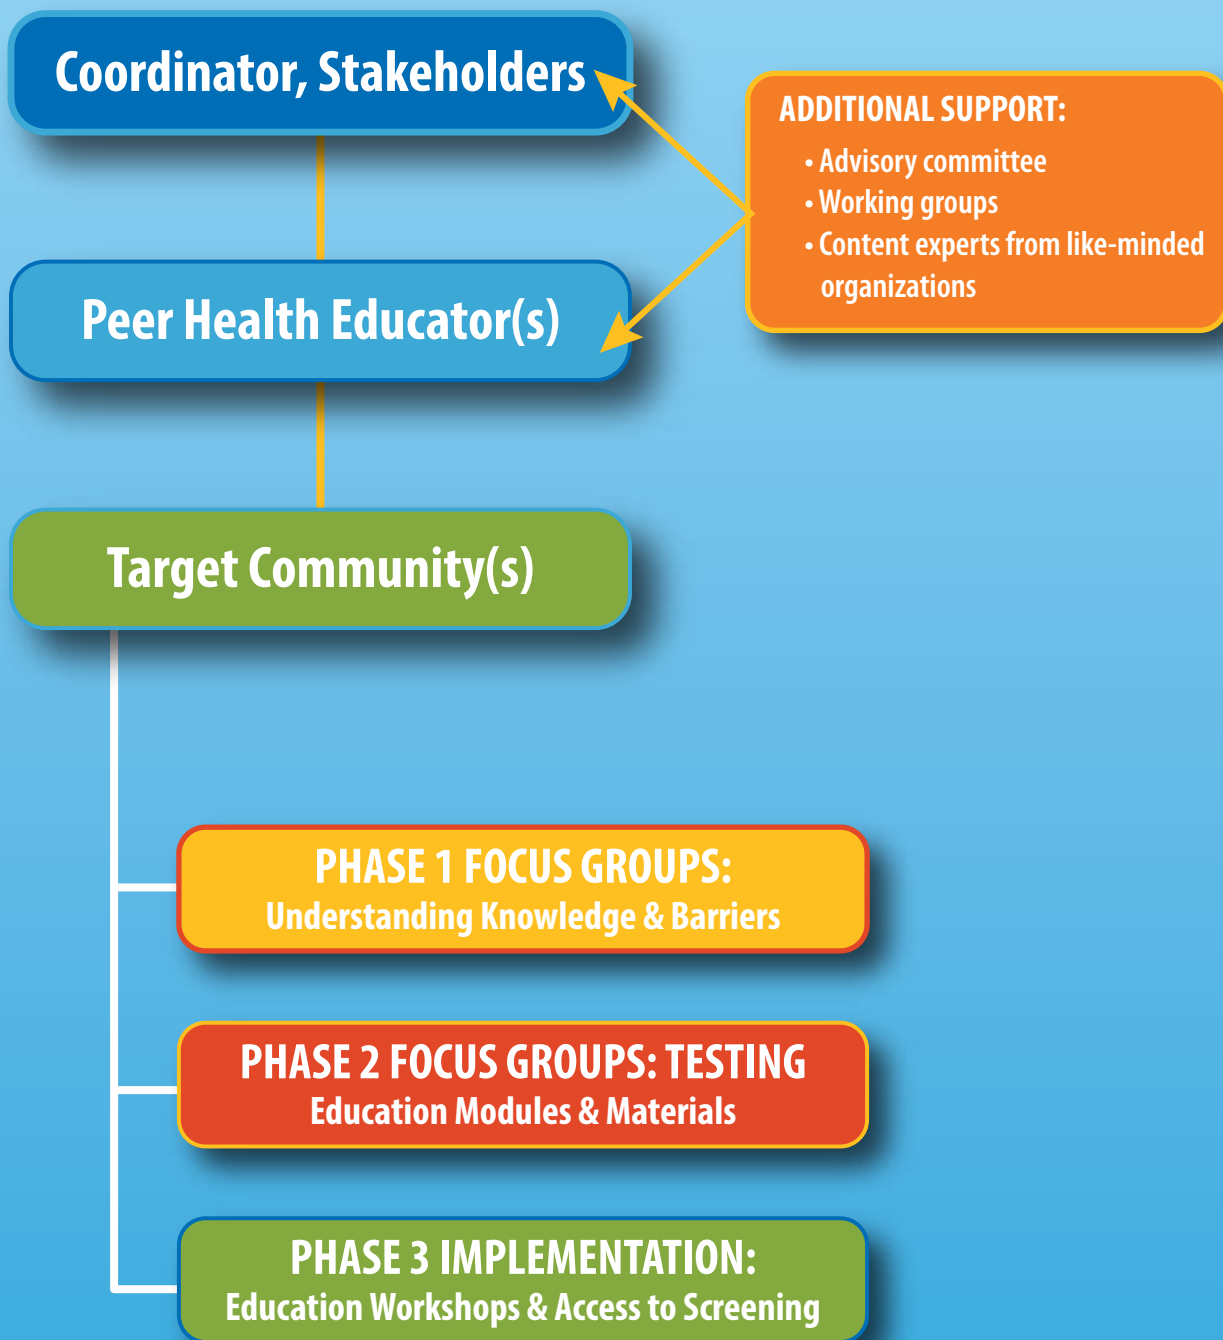 Coordinator, Stakeholders
ADDITIONAL SUPPORT:
• Advisory committee
• Working groups
• Content experts from like-minded
organizations
Peer Health Educator(s)
Target Community(s)
PHASE 1 FOCUS GROUPS:
Understanding Knowledge & Barriers
PHASE 2 FOCUS GROUPS: TESTING
Education Modules & Materials
PHASE 3 IMPLEMENTATION:
Education Workshops & Access to Screening